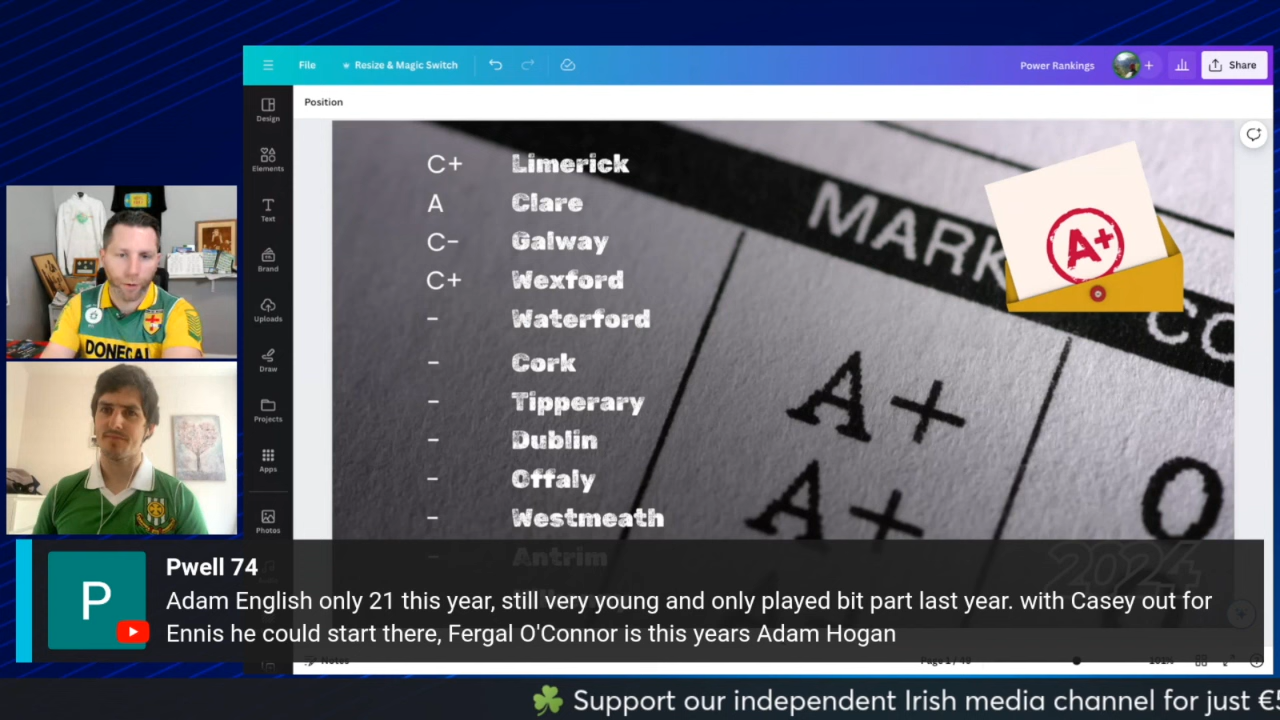 File
Resize & Magic Switch
Power Rankings
Share
Position
Design
Elements
Text
Brand
Uploads
Draw
Projects
Apps
Photos
C+ Limerick
A Clare
C- Galway
C+ Wexford
- Waterford
- Cork
- Tipperary
- Dublin
- Offaly
- Westmeath
- Antrim
MARK
CO
A+
A+
A+
2024
DONEGAL
P
Pwell 74
Adam English only 21 this year, still very young and only played bit part last year. with Casey out for
Ennis he could start there, Fergal O'Connor is this years Adam Hogan
Notes
☘️ Support our independent Irish media channel for just €5